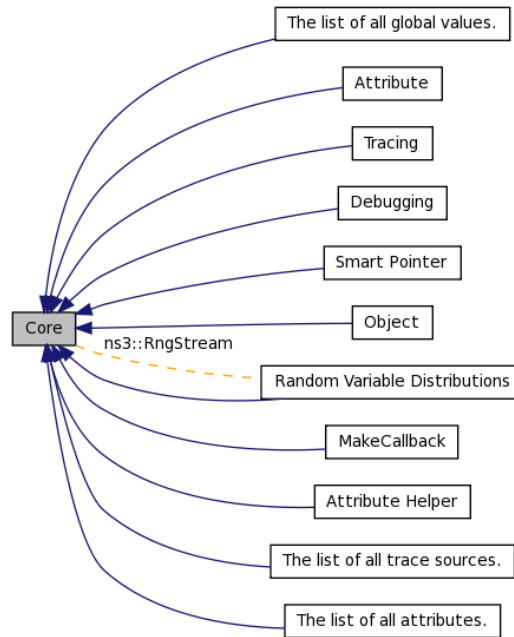 The list of all global values.
Attribute
Tracing
Debugging
Smart Pointer
Object
Core
ns3::RngStream
Random Variable Distributions
MakeCallback
Attribute Helper
The list of all trace sources.
The list of all attributes.